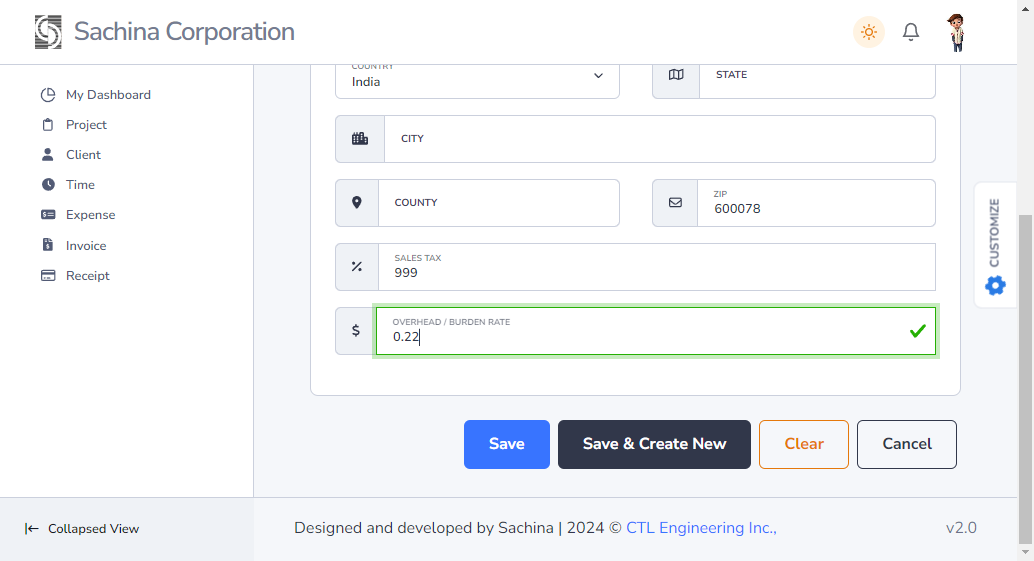 Sachina Corporation
My Dashboard
Project
Client
Time
Expense
Invoice
Receipt
COUNTRY
India
STATE
CITY
COUNTY
ZIP
600078
SALES TAX
999
OVERHEAD / BURDEN RATE
0.22
CUSTOMIZE
Save
Save & Create New
Clear
Cancel
Collapsed View
Designed and developed by Sachina | 2024 © CTL Engineering Inc.,
v2.0